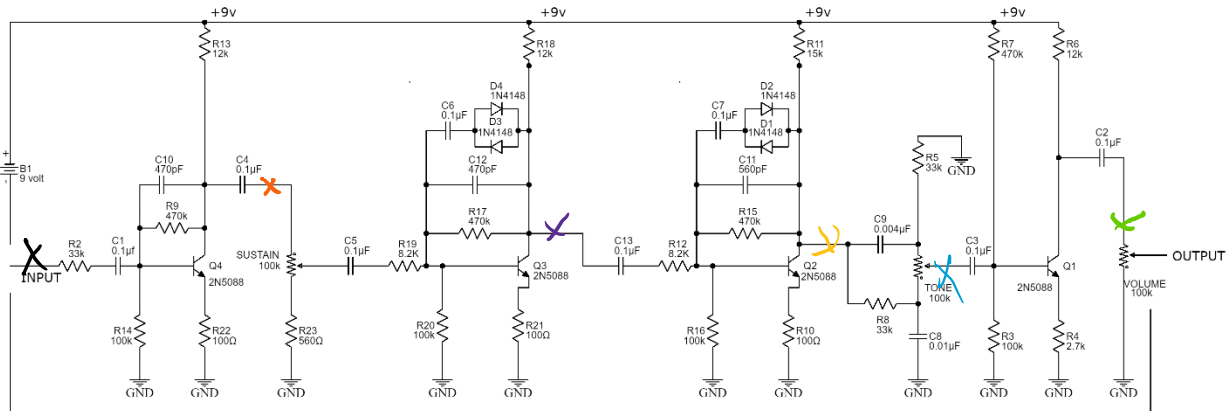 +9v
+9v
+9v
+9v
R13
12k
R18
12k
R11
15k
R7
470k
R6
12k
D4
1N4148
C6
0.1µF
D3
1N4148
D2
1N4148
C7
0.1µF
D1
1N4148
+
B1
-
9 volt
C10
470pF
C4
0.1µF
C12
470pF
C11
560pF
R5
33k
GND
C2
0.1µF
R9
470k
R17
470k
R15
470k
C9
0.004µF
R2
33k
C1
0.1µf
INPUT
Q4
2N5088
SUSTAIN
100k
C5
0.1µF
R19
8.2K
Q3
2N5088
C13
0.1µF
R12
8.2K
Q2
2N5088
TONE
100k
C3
0.1µF
Q1
2N5088
OUTPUT
VOLUME
100k
R14
100k
R22
100Ω
R23
560Ω
R20
100k
R21
100Ω
R16
100k
R10
100Ω
R8
33k
C8
0.01µF
R3
100k
R4
2.7k
GND
GND
GND
GND
GND
GND
GND
GND
GND
GND
GND